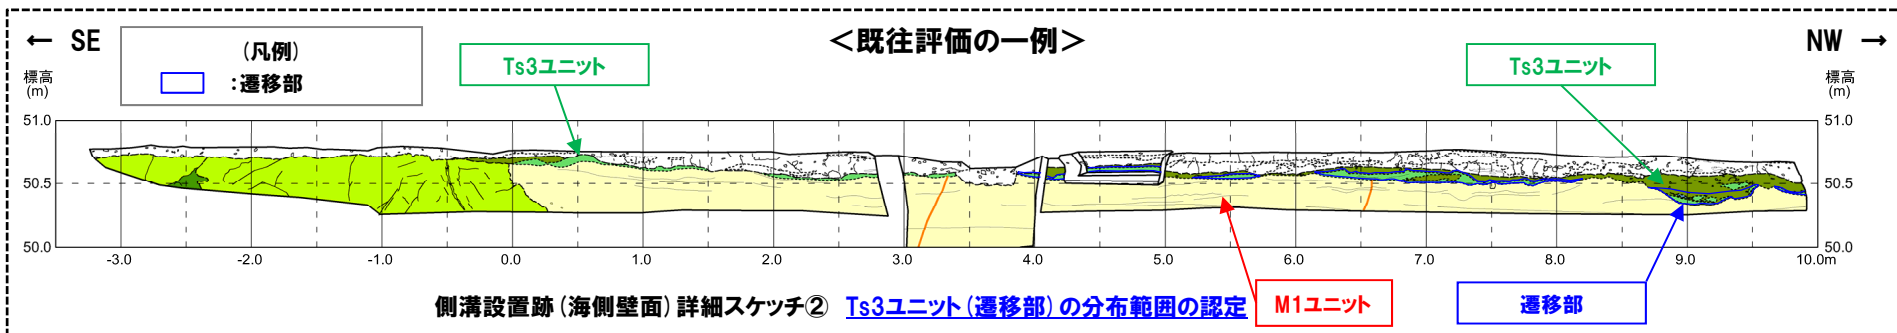 ← SE
＜既往評価の一例＞
NW →
(凡例)
：遷移部
Ts3ユニット
Ts3ユニット
標高
(m)
標高
(m)
51.0
50.5
50.0
51.0
50.5
50.0
-3.0 -2.0 -1.0 0.0 1.0 2.0 3.0 4.0 5.0 6.0 7.0 8.0 9.0 10.0m
側溝設置跡(海側壁面)詳細スケッチ② Ts3ユニット(遷移部)の分布範囲の認定
M1ユニット
遷移部